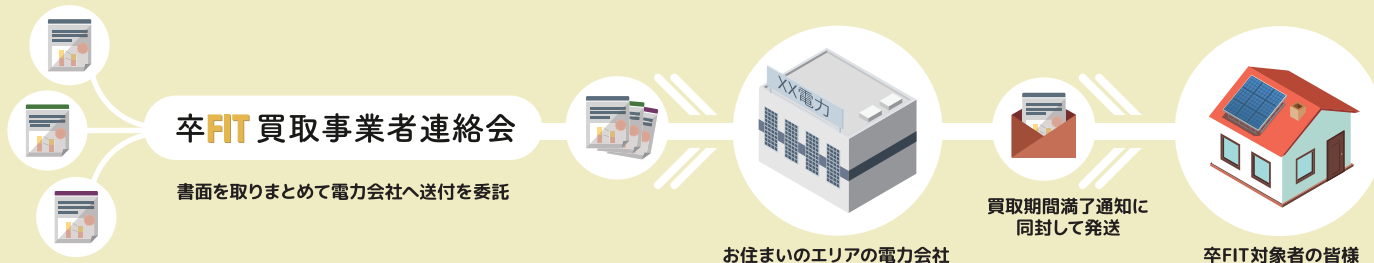 卒FIT買取事業者連絡会
書面を取りまとめて電力会社へ送付を委託
XX電力
お住まいのエリアの電力会社
買取期間満了通知に
同封して発送
卒FIT対象者の皆様